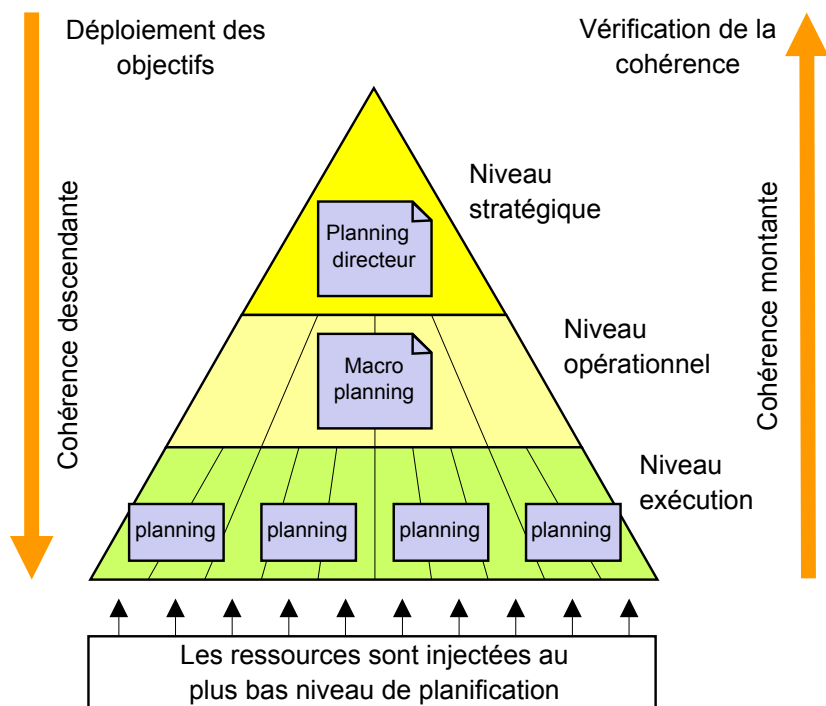 Déploiement des
objectifs
Vérification de la
cohérence
Cohérence descendante
Cohérence montante
Niveau
stratégique
Planning
directeur
Niveau
opérationnel
Macro
planning
Niveau
exécution
planning
planning
planning
planning
Les ressources sont injectées au
plus bas niveau de planification